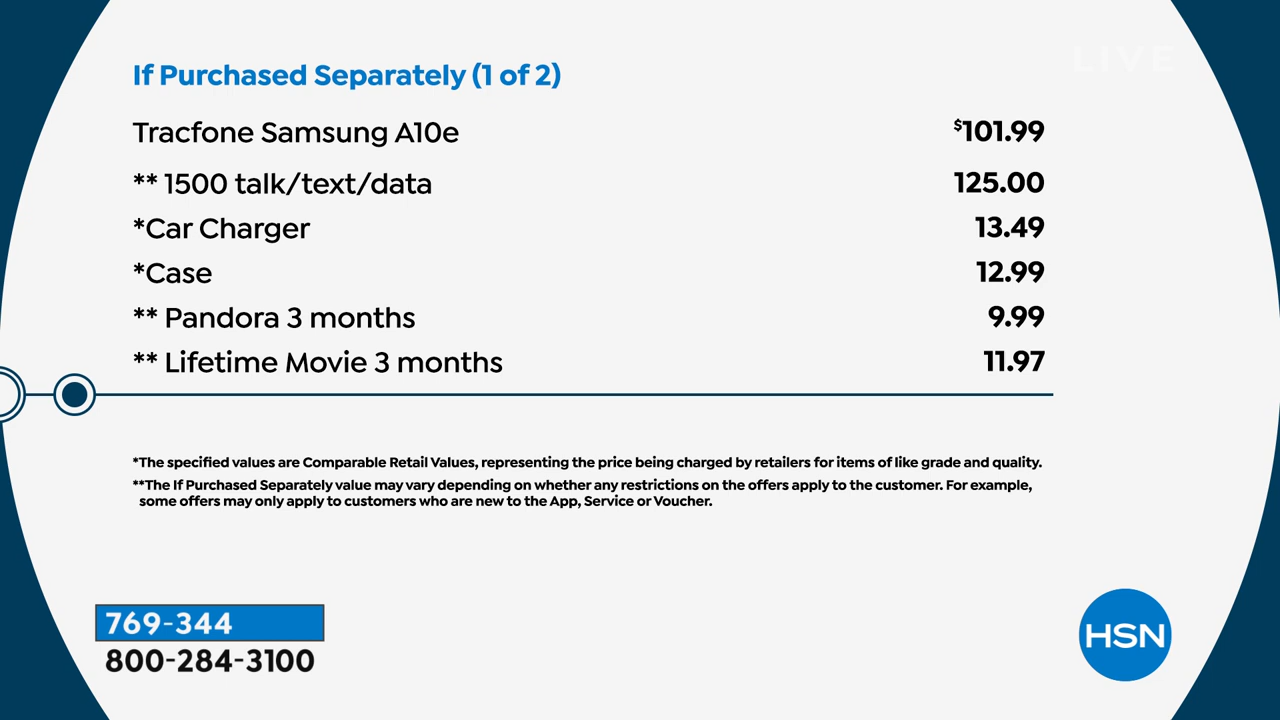 LIVE
If Purchased Separately (1 of 2)
Tracfone Samsung A10e $101.99
** 1500 talk/text/data 125.00
*Car Charger 13.49
*Case 12.99
** Pandora 3 months 9.99
** Lifetime Movie 3 months 11.97
*The specified values are Comparable Retail Values, representing the price being charged by retailers for items of like grade and quality.
**The If Purchased Separately value may vary depending on whether any restrictions on the offers apply to the customer. For example,
some offers may only apply to customers who are new to the App, Service or Voucher.
769-344
800-284-3100
HSN